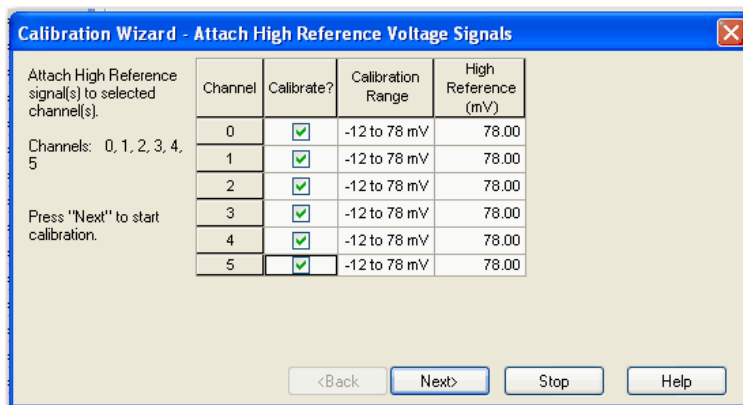 Calibration Wizard - Attach High Reference Voltage Signals
Attach High Reference
signal(s) to selected
channel(s).
Channels: 0, 1, 2, 3, 4,
5
Press "Next" to start
calibration.
Channel Calibrate? Calibration Range High Reference (mV)
0 -12 to 78 mV 78.00
1 -12 to 78 mV 78.00
2 -12 to 78 mV 78.00
3 -12 to 78 mV 78.00
4 -12 to 78 mV 78.00
5 -12 to 78 mV 78.00
<Back Next> Stop Help